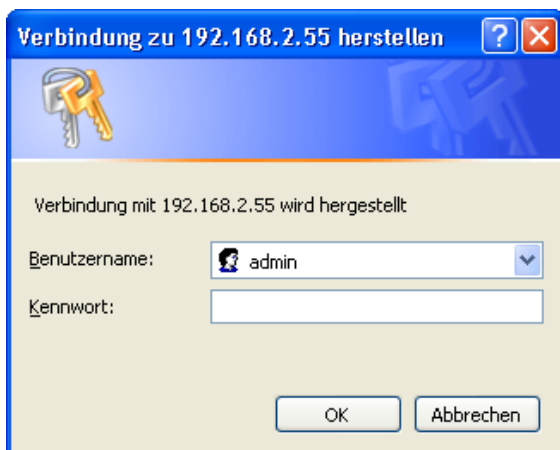 Verbindung zu 192.168.2.55 herstellen
Verbindung mit 192.168.2.55 wird hergestellt
Benutzername: admin
Kennwort:
OK Abbrechen